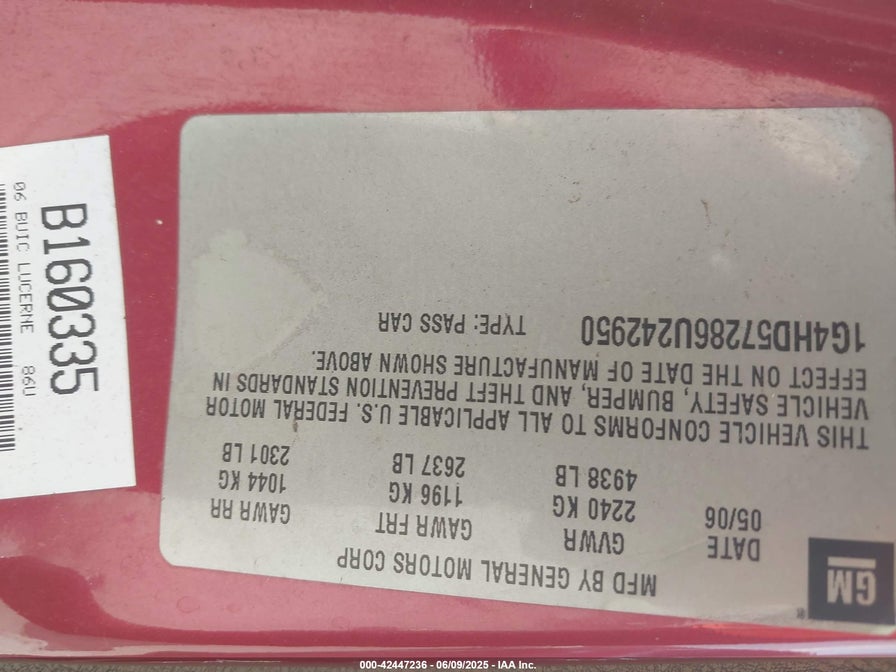 GM
MFD BY GENERAL MOTORS CORP
DATE GVWR GAWR FRT GAWR RR
05/06 2240 KG 1196 KG 1044 KG
4938 LB 2637 LB 2301 LB
THIS VEHICLE CONFORMS TO ALL APPLICABLE U.S. FEDERAL MOTOR
VEHICLE SAFETY, BUMPER, AND THEFT PREVENTION STANDARDS IN
EFFECT ON THE DATE OF MANUFACTURE SHOWN ABOVE.
1G4HD57286U242950 TYPE: PASS CAR
B160335
06 BUIC LUCERNE 86U
000-42447236 - 06/09/2025 - IAA Inc.